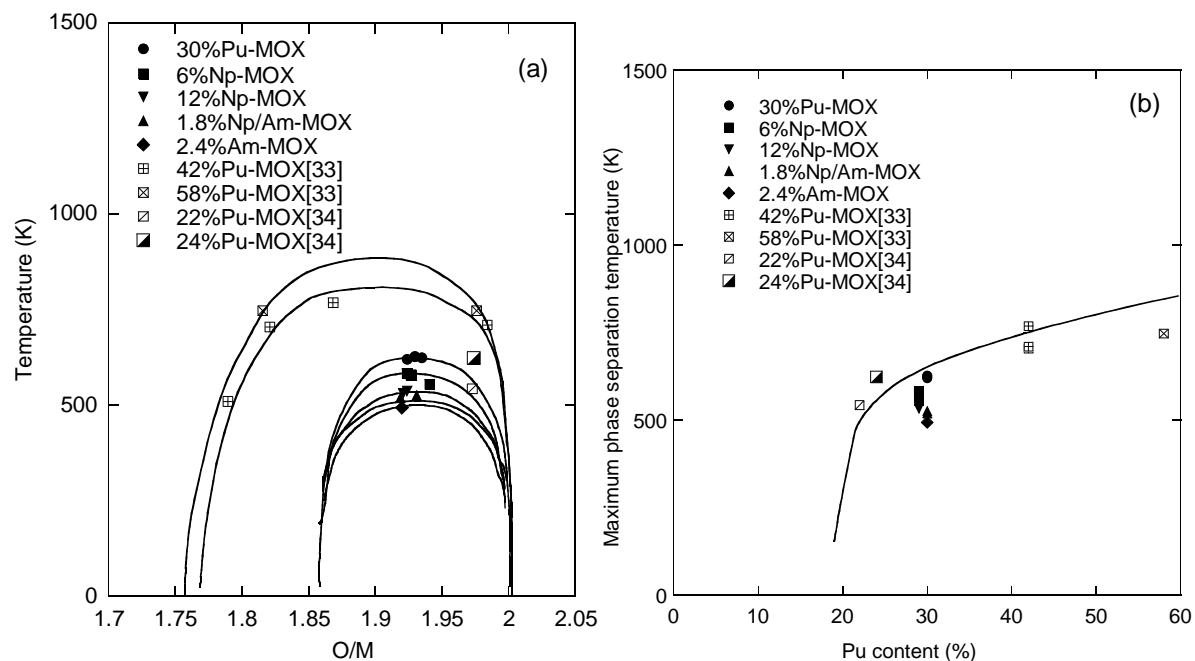 1500
1000
500
0
Temperature (K)
(a)
30%Pu-MOX
6%Np-MOX
12%Np-MOX
1.8%Np/Am-MOX
2.4%Am-MOX
42%Pu-MOX[33]
58%Pu-MOX[33]
22%Pu-MOX[34]
24%Pu-MOX[34]
1.7 1.75 1.8 1.85 1.9 1.95 2 2.05
O/M
1500
1000
500
0
Maximum phase separation temperature (K)
(b)
30%Pu-MOX
6%Np-MOX
12%Np-MOX
1.8%Np/Am-MOX
2.4%Am-MOX
42%Pu-MOX[33]
58%Pu-MOX[33]
22%Pu-MOX[34]
24%Pu-MOX[34]
0 10 20 30 40 50 60
Pu content (%)